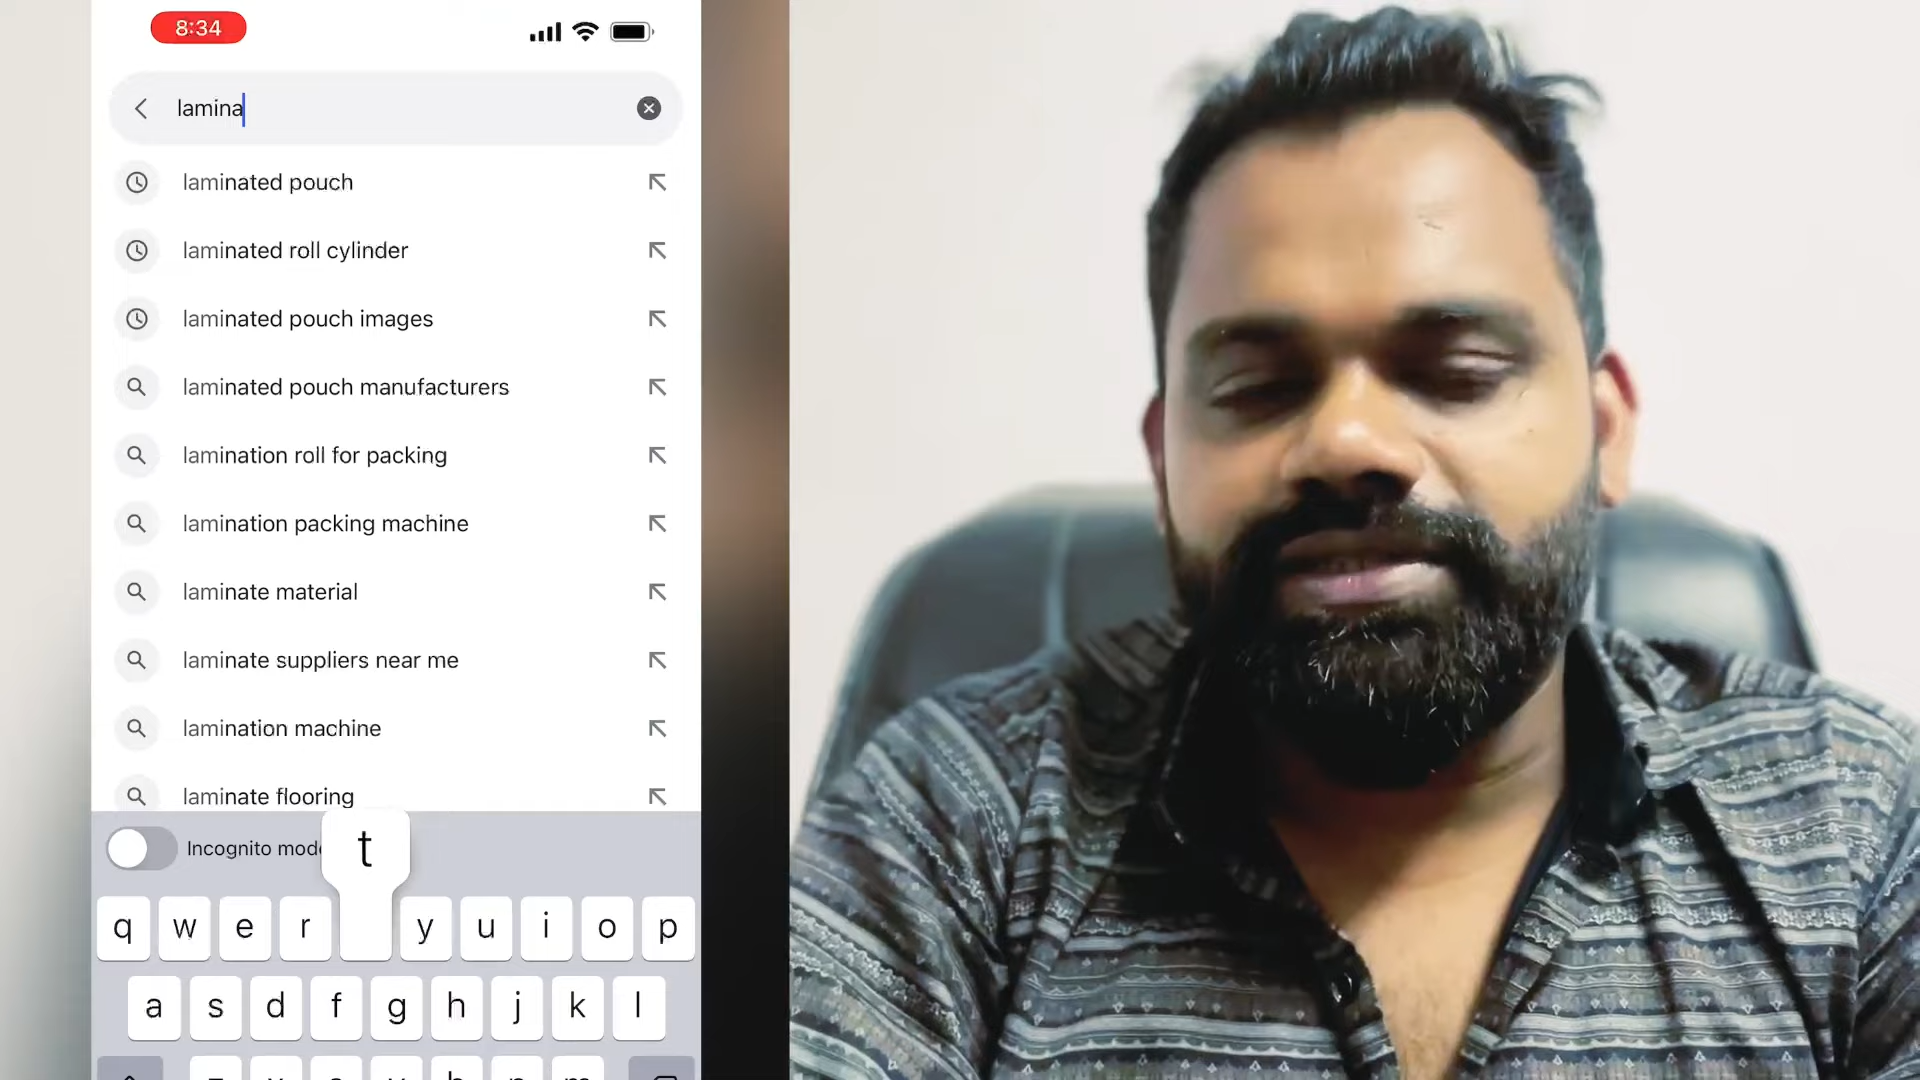 8:34
lamina
laminated pouch
laminated roll cylinder
laminated pouch images
laminated pouch manufacturers
lamination roll for packing
lamination packing machine
laminate material
laminate suppliers near me
lamination machine
laminate flooring
Incognito mode
t
q w e r y u i o p
a s d f g h j k l
z x c v b n m